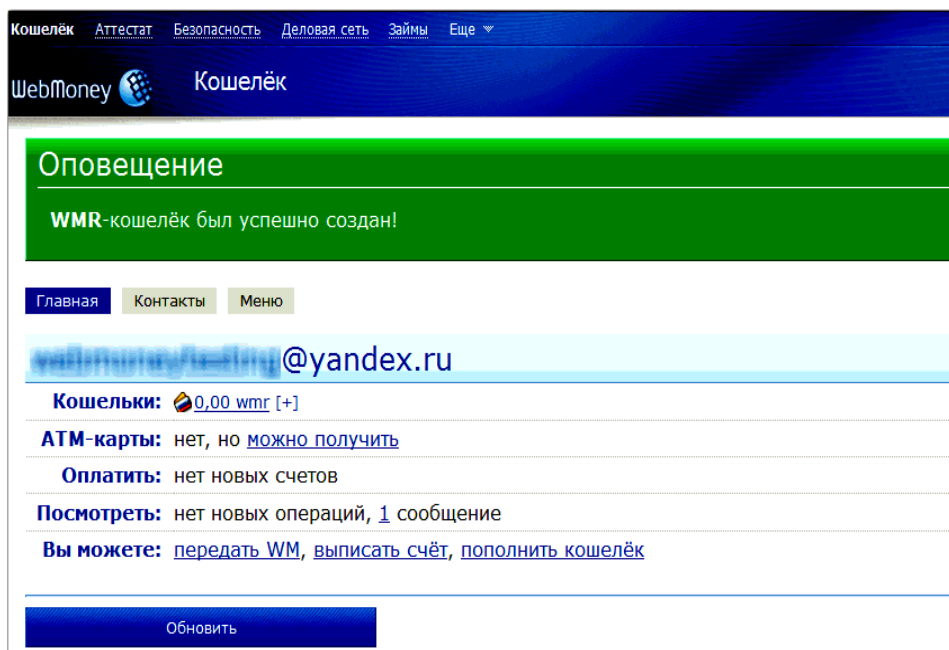 Кошелёк Аттестат Безопасность Деловая сеть Займы Еще
WebMoney Кошелёк
Оповещение
WMR-кошелёк был успешно создан!
Главная Контакты Меню
@yandex.ru
Кошельки: 0,00 wmr [+]
ATM-карты: нет, но можно получить
Оплатить: нет новых счетов
Посмотреть: нет новых операций, 1 сообщение
Вы можете: передать WM, выписать счёт, пополнить кошелёк
Обновить